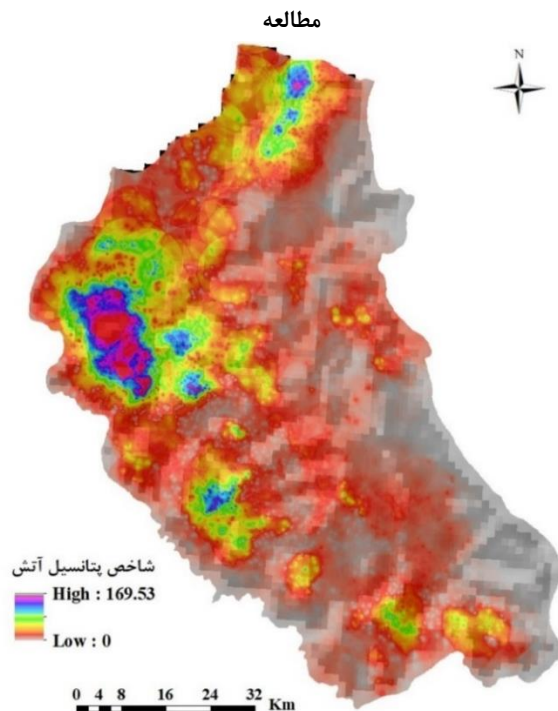 مطالعه
N
شاخص پتانسیل آتش
High : 169.53
Low : 0
0 4 8 16 24 32
Km